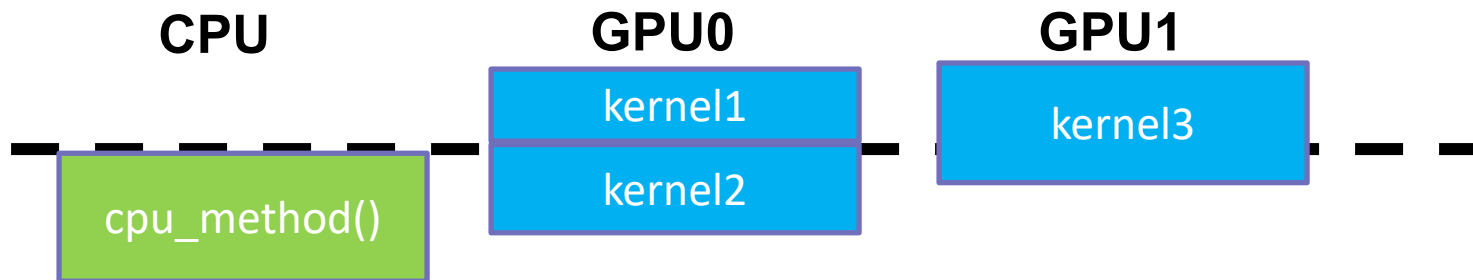 CPU
GPU0
GPU1
kernel1
kernel3
kernel2
cpu_method()